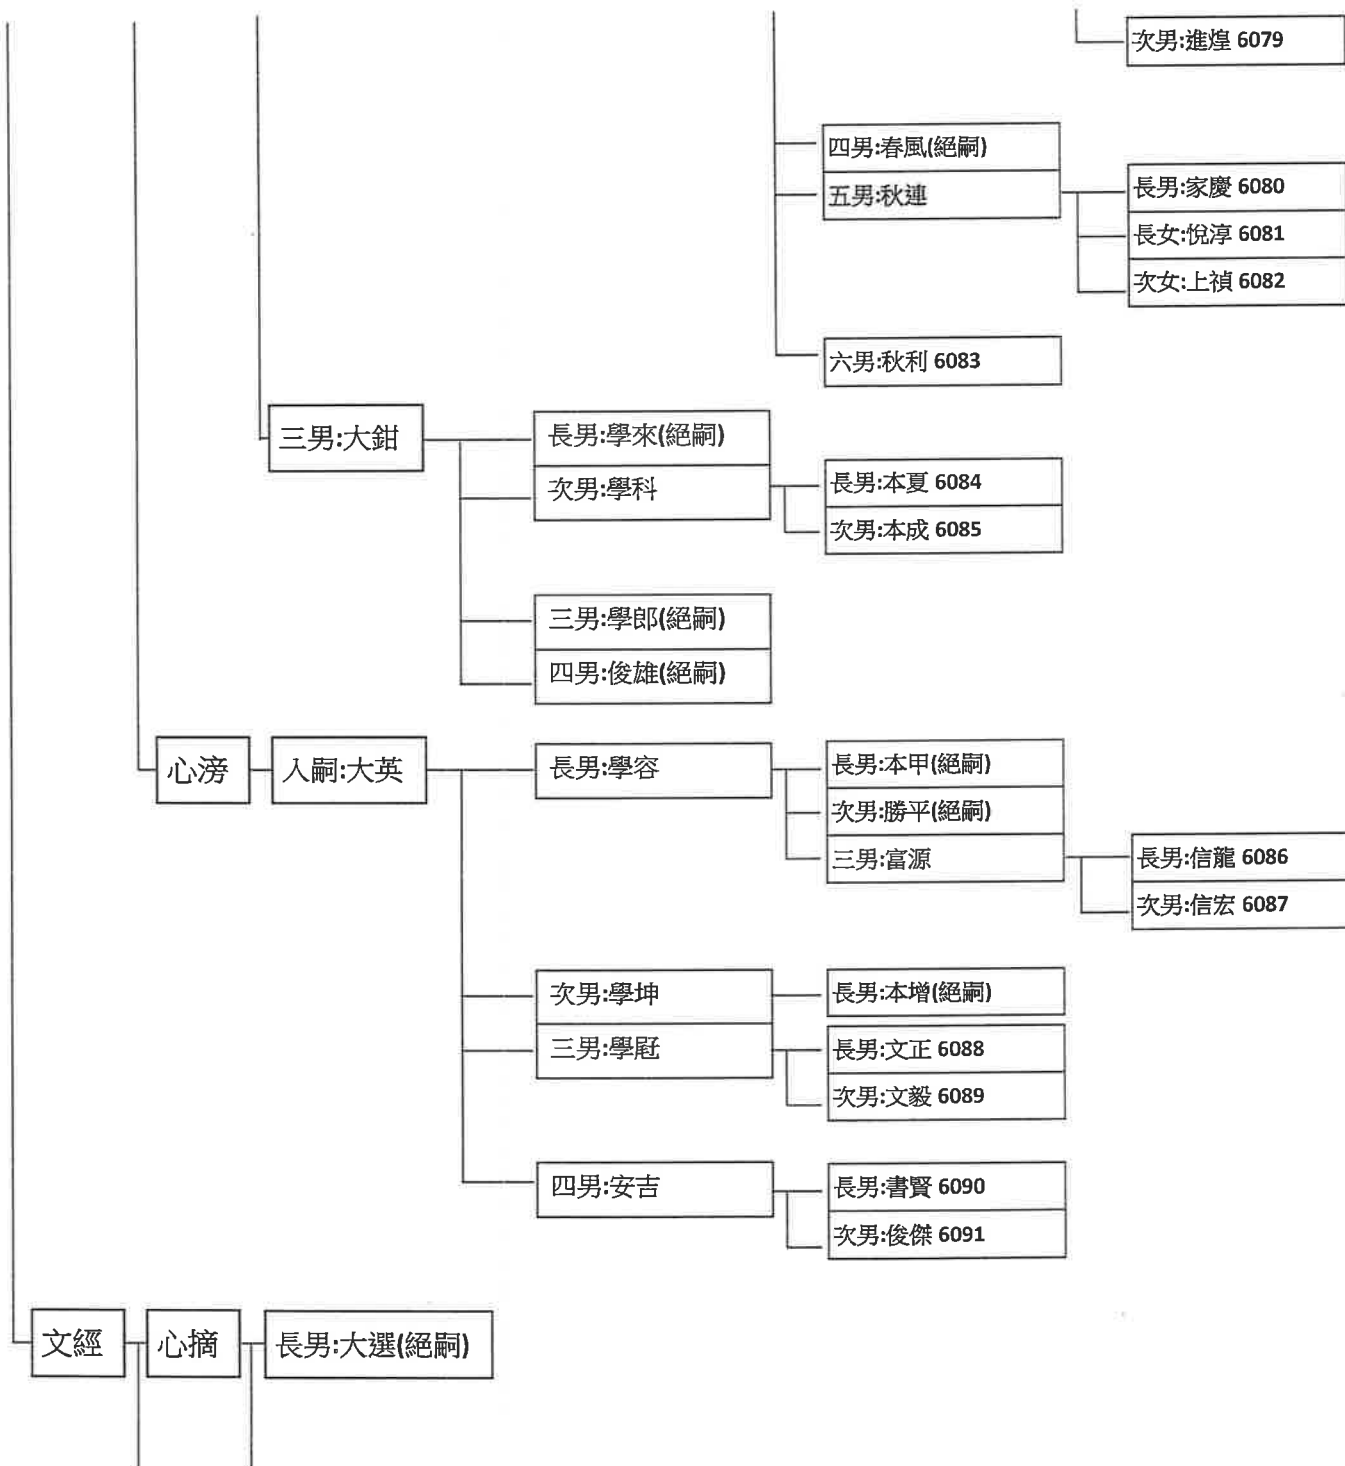 次男:進煌 6079
四男:春風(絕嗣)
五男:秋連
長男:家慶 6080
長女:悅淳 6081
次女:上禎 6082
六男:秋利 6083
三男:大鉗
長男:學來(絕嗣)
次男:學科
長男:本夏 6084
次男:本成 6085
三男:學郎(絕嗣)
四男:俊雄(絕嗣)
心滂
入嗣:大英
長男:學容
長男:本甲(絕嗣)
次男:勝平(絕嗣)
三男:富源
長男:信龍 6086
次男:信宏 6087
次男:學坤
長男:本增(絕嗣)
三男:學
長男:文正 6088
次男:文毅 6089
四男:安吉
長男:書賢 6090
次男:俊傑 6091
文經
心摘
長男:大選(絕嗣)